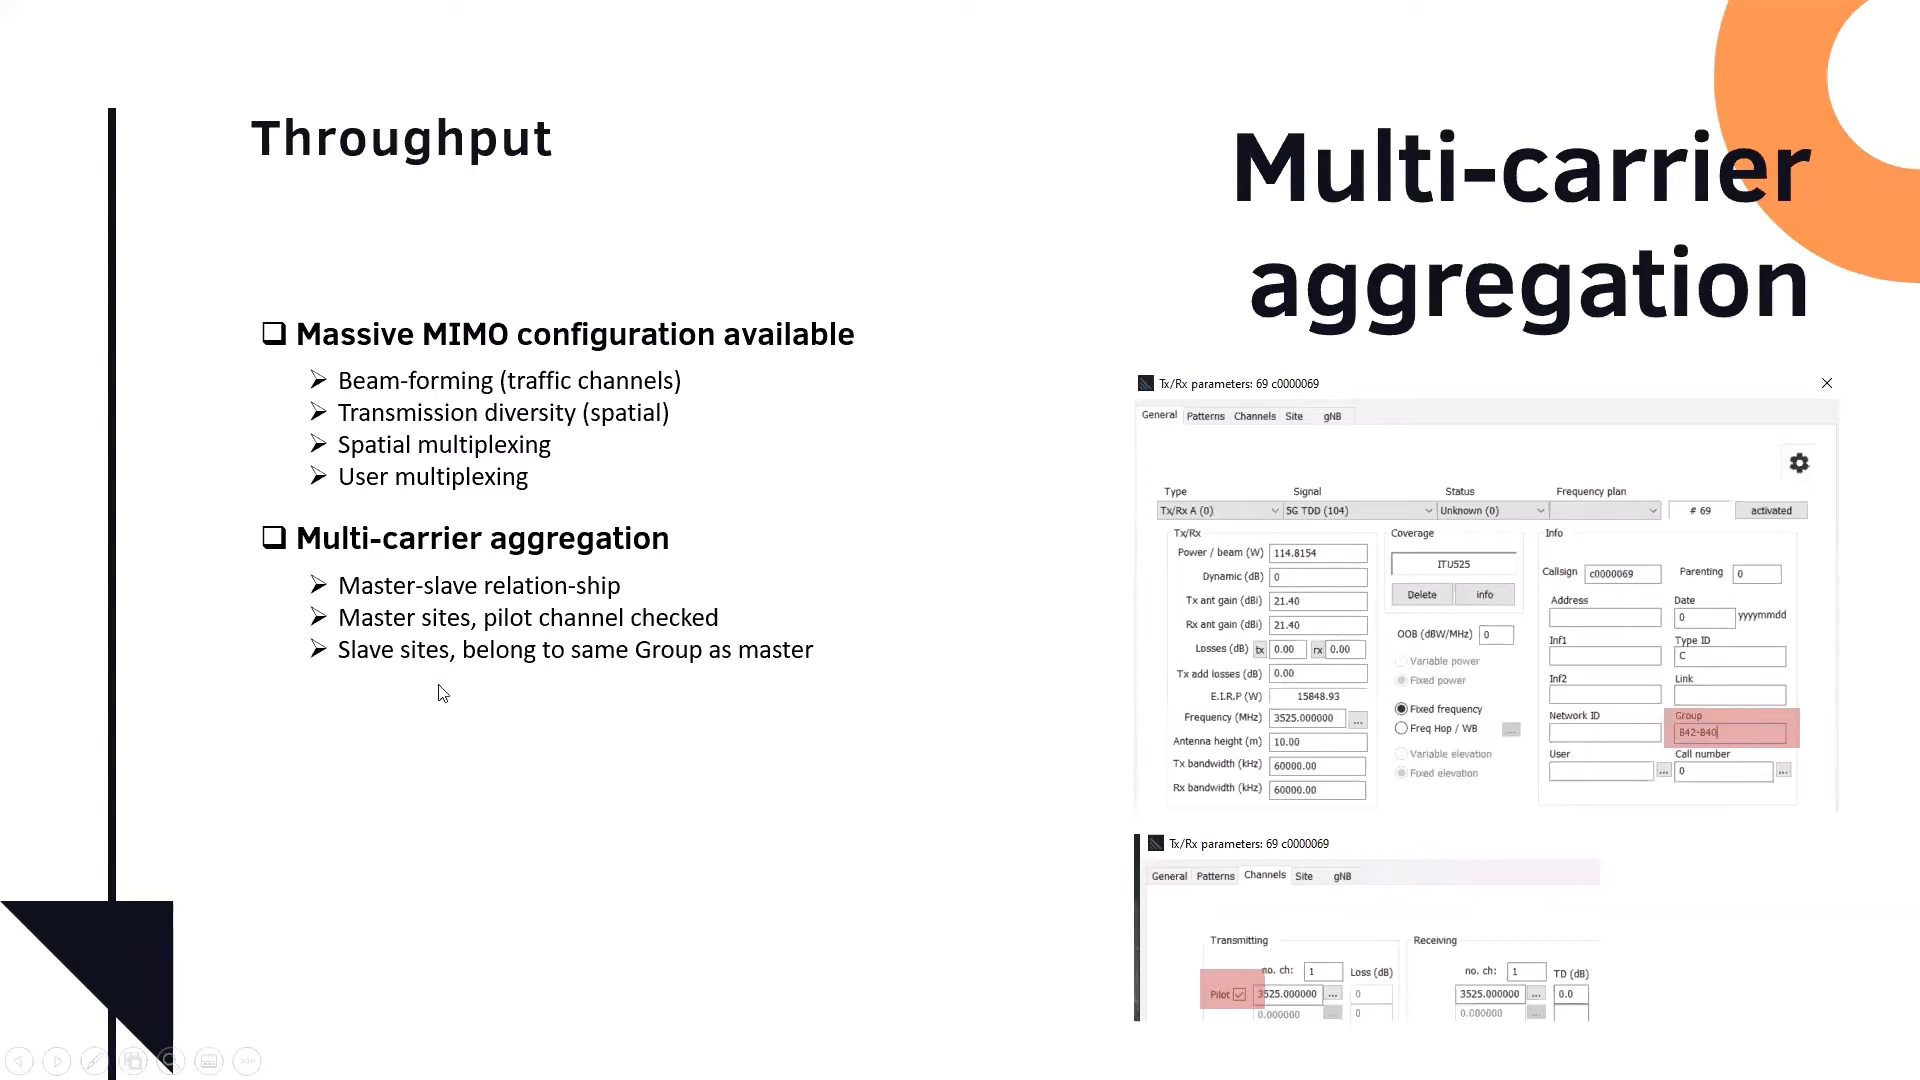 Throughput
Multi-carrier
aggregation
Massive MIMO configuration available
Beam-forming (traffic channels)
Transmission diversity (spatial)
Spatial multiplexing
User multiplexing
Multi-carrier aggregation
Master-slave relation-ship
Master sites, pilot channel checked
Slave sites, belong to same Group as master
Tx/Rx parameters: 69 c0000069
General Patterns Channels Site gNB
Type Signal Status Frequency plan
Tx/Rx A (0) 5G TDD (104) Unknown (0) # 69 activated
Tx/Rx Coverage Info
Power / beam (W) 114.8154
Dynamic (dB) 0
Tx ant gain (dBi) 21.40
Rx ant gain (dBi) 21.40
Losses (dB) tx 0.00 rx 0.00
Tx add losses (dB) 0.00
E.I.R.P (W) 15848.93
Frequency (MHz) 3525.000000 ...
Antenna height (m) 10.00
Tx bandwidth (kHz) 60000.00
Rx bandwidth (kHz) 60000.00
ITU525
Delete info
OOB (dBW/MHz) 0
Variable power
Fixed power
Fixed frequency
Freq Hop / WB ...
Variable elevation
Fixed elevation
Callsign c0000069 Parenting 0
Address Date
0 yyyymmdd
Inf1 Type ID
C
Inf2 Link
Network ID Group
B42-B40
User Call number
... 0 ...
Tx/Rx parameters: 69 c0000069
General Patterns Channels Site gNB
Transmitting Receiving
no. ch: 1 Loss (dB) no. ch: 1 TD (dB)
Pilot 3525.000000 ... 0 3525.000000 ... 0.0
0.000000 ... 0 0.000000 ...